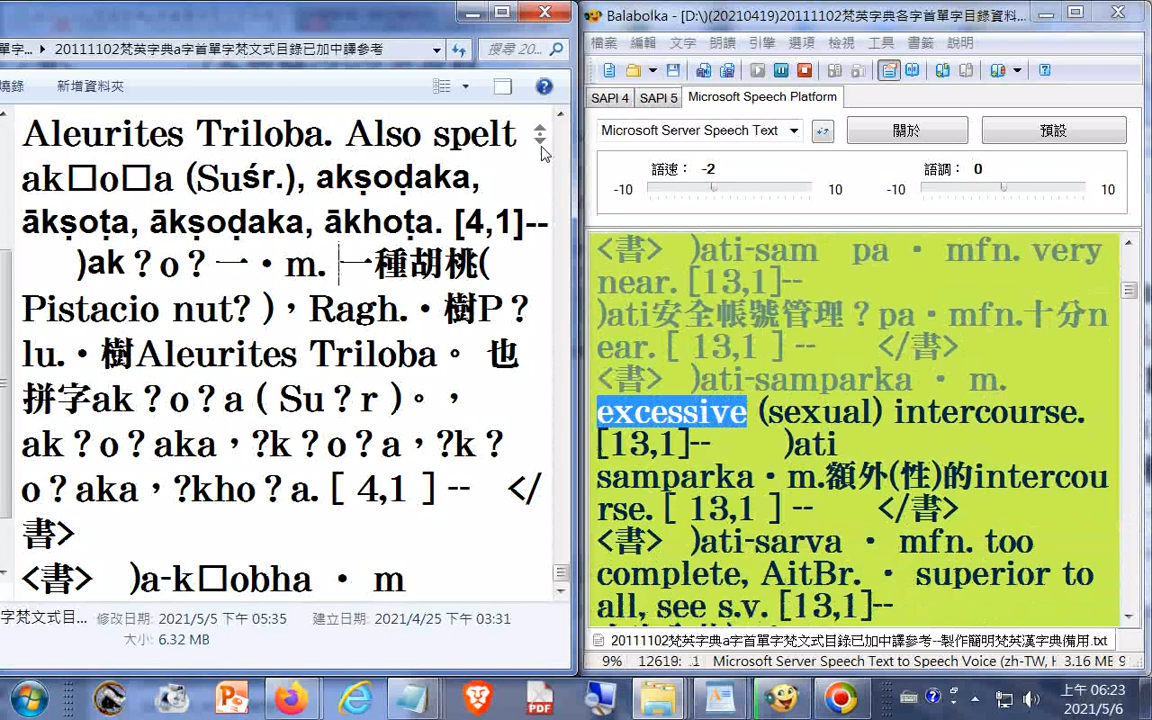 單字... ▸ 20111102梵英字典a字首單字梵文式目錄已加中譯參考
搜尋 20...
燒錄 新增資料夾
Aleurites Triloba. Also spelt
ak□o□a (Suśr.), akṣoḍaka,
ākṣoṭa, ākṣoḍaka, ākhoṭa. [4,1]--
)ak？o？一・m. 一種胡桃(
Pistacio nut? )，Ragh.・樹P？
lu.・樹Aleurites Triloba。 也
拼字ak？o？a ( Su？r )。，
ak？o？aka，?k？o？a，?k？
o？aka，?kho？a. [ 4,1 ] -- </
書>
<書> )a-k□obha ・ m
字梵文式目... 修改日期: 2021/5/5 下午 05:35 建立日期: 2021/4/25 下午 03:31
大小: 6.32 MB
Balabolka - [D:\)(20210419)20111102梵英字典各字首單字目錄資料...
檔案 編輯 文字 朗讀 引擎 選項 檢視 工具 書籤 說明
SAPI 4 SAPI 5 Microsoft Speech Platform
Microsoft Server Speech Text 關於 預設
語速： -2 語調： 0
-10 10 -10 10
<書> )ati-sam pa ・ mfn. very
near. [13,1]--
)ati安全帳號管理？pa・mfn.十分n
ear. [ 13,1 ] -- </書>
<書> )ati-samparka ・ m.
excessive (sexual) intercourse.
[13,1]-- )ati
samparka・m.額外(性)的intercou
rse. [ 13,1 ] -- </書>
<書> )ati-sarva ・ mfn. too
complete, AitBr. ・ superior to
all, see s.v. [13,1]--
20111102梵英字典a字首單字梵文式目錄已加中譯參考--製作簡明梵英漢字典備用.txt
9% 12619: .1 Microsoft Server Speech Text to Speech Voice (zh-TW, H 3.16 MB 9
PDF
上午 06:23
2021/5/6